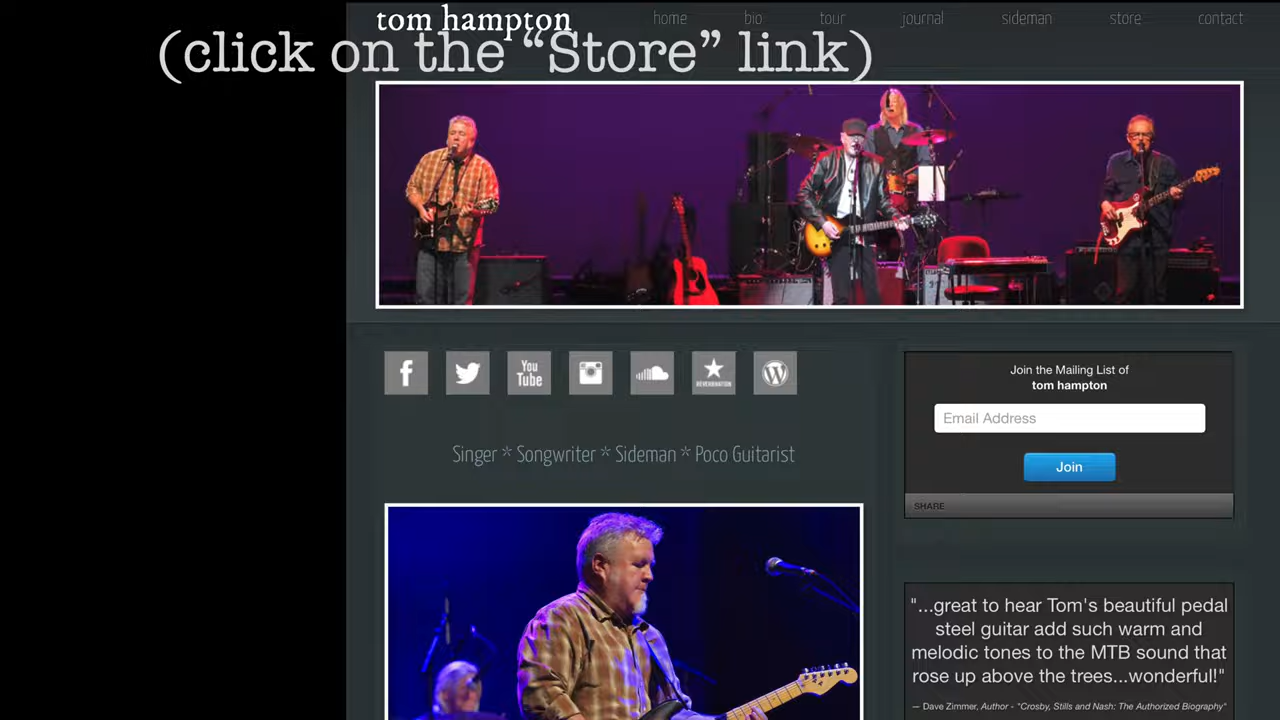 tom hampton
home bio tour journal sideman store contact
(click on the “Store” link)
f
You
Tube
REVERBNATION
W
Join the Mailing List of
tom hampton
Email Address
Join
SHARE
Singer * Songwriter * Sideman * Poco Guitarist
"...great to hear Tom's beautiful pedal
steel guitar add such warm and
melodic tones to the MTB sound that
rose up above the trees...wonderful!"
— Dave Zimmer, Author - "Crosby, Stills and Nash: The Authorized Biography"